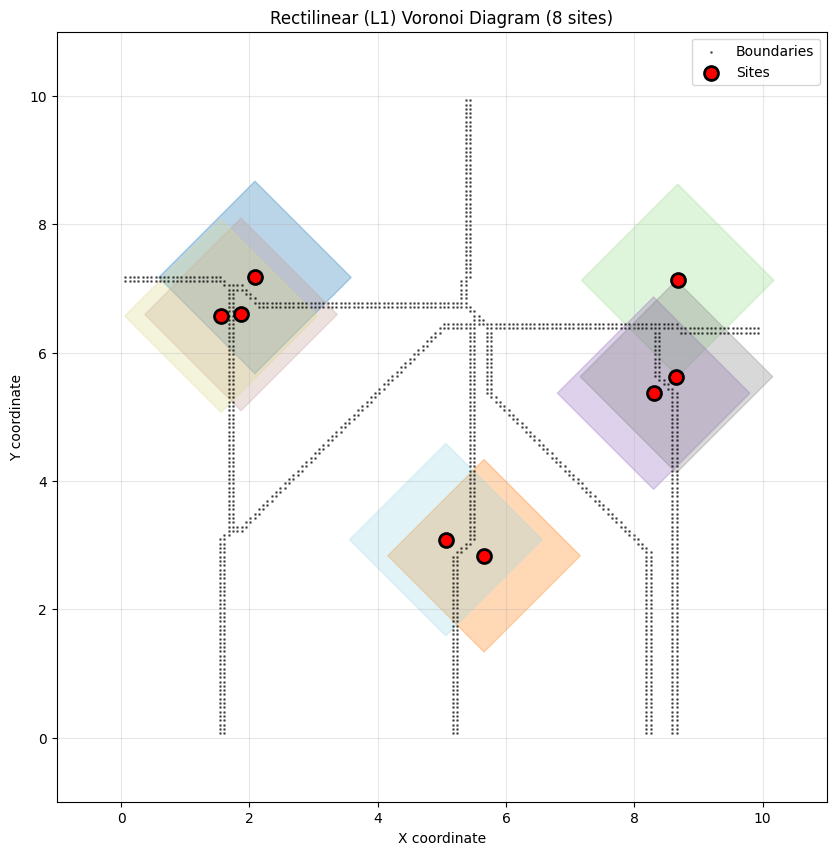 Rectilinear (L1) Voronoi Diagram (8 sites)
Boundaries
Sites
10
8
6
4
2
0
Y coordinate
0 2 4 6 8 10
X coordinate